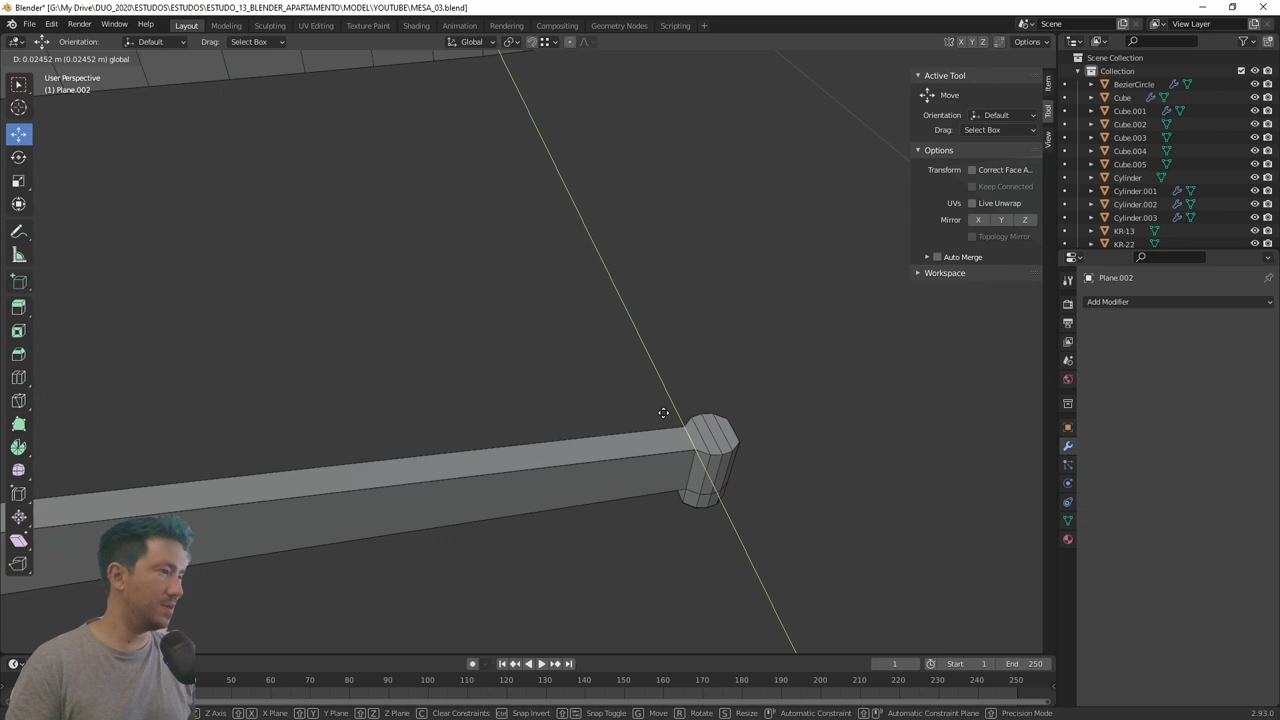 Blender* [G:\My Drive\DUO_2020\ESTUDOS\ESTUDO_13_BLENDER_APARTAMENTO\MODEL\YOUTUBE\MESA_03.blend]
File Edit Render Window Help Layout Modeling Sculpting UV Editing Texture Paint Shading Animation Rendering Compositing Geometry Nodes Scripting + Scene View Layer
Orientation: Default Drag: Select Box Global X Y Z Options
D: 0.02452 m (0.02452 m) global
User Perspective
(1) Plane.002
Active Tool
Move
Orientation Default
Drag: Select Box
Options
Transform Correct Face A...
Keep Connected
UVs Live Unwrap
Mirror X Y Z
Topology Mirror
Auto Merge
Workspace
Item
Tool
View
Scene Collection
Collection
BezierCircle
Cube
Cube.001
Cube.002
Cube.003
Cube.004
Cube.005
Cylinder
Cylinder.001
Cylinder.002
Cylinder.003
KR-13
KR-22
Plane.002
Add Modifier
1 Start 1 End 250
50 60 70 80 90 100 110 120 130 140 150 160 170 180 190 200 210 220 230 240 250
Z Axis X Plane Y Plane Z Plane C Clear Constraints Snap Invert Snap Toggle G Move R Rotate S Resize Automatic Constraint Automatic Constraint Plane Precision Mode 2.93.0